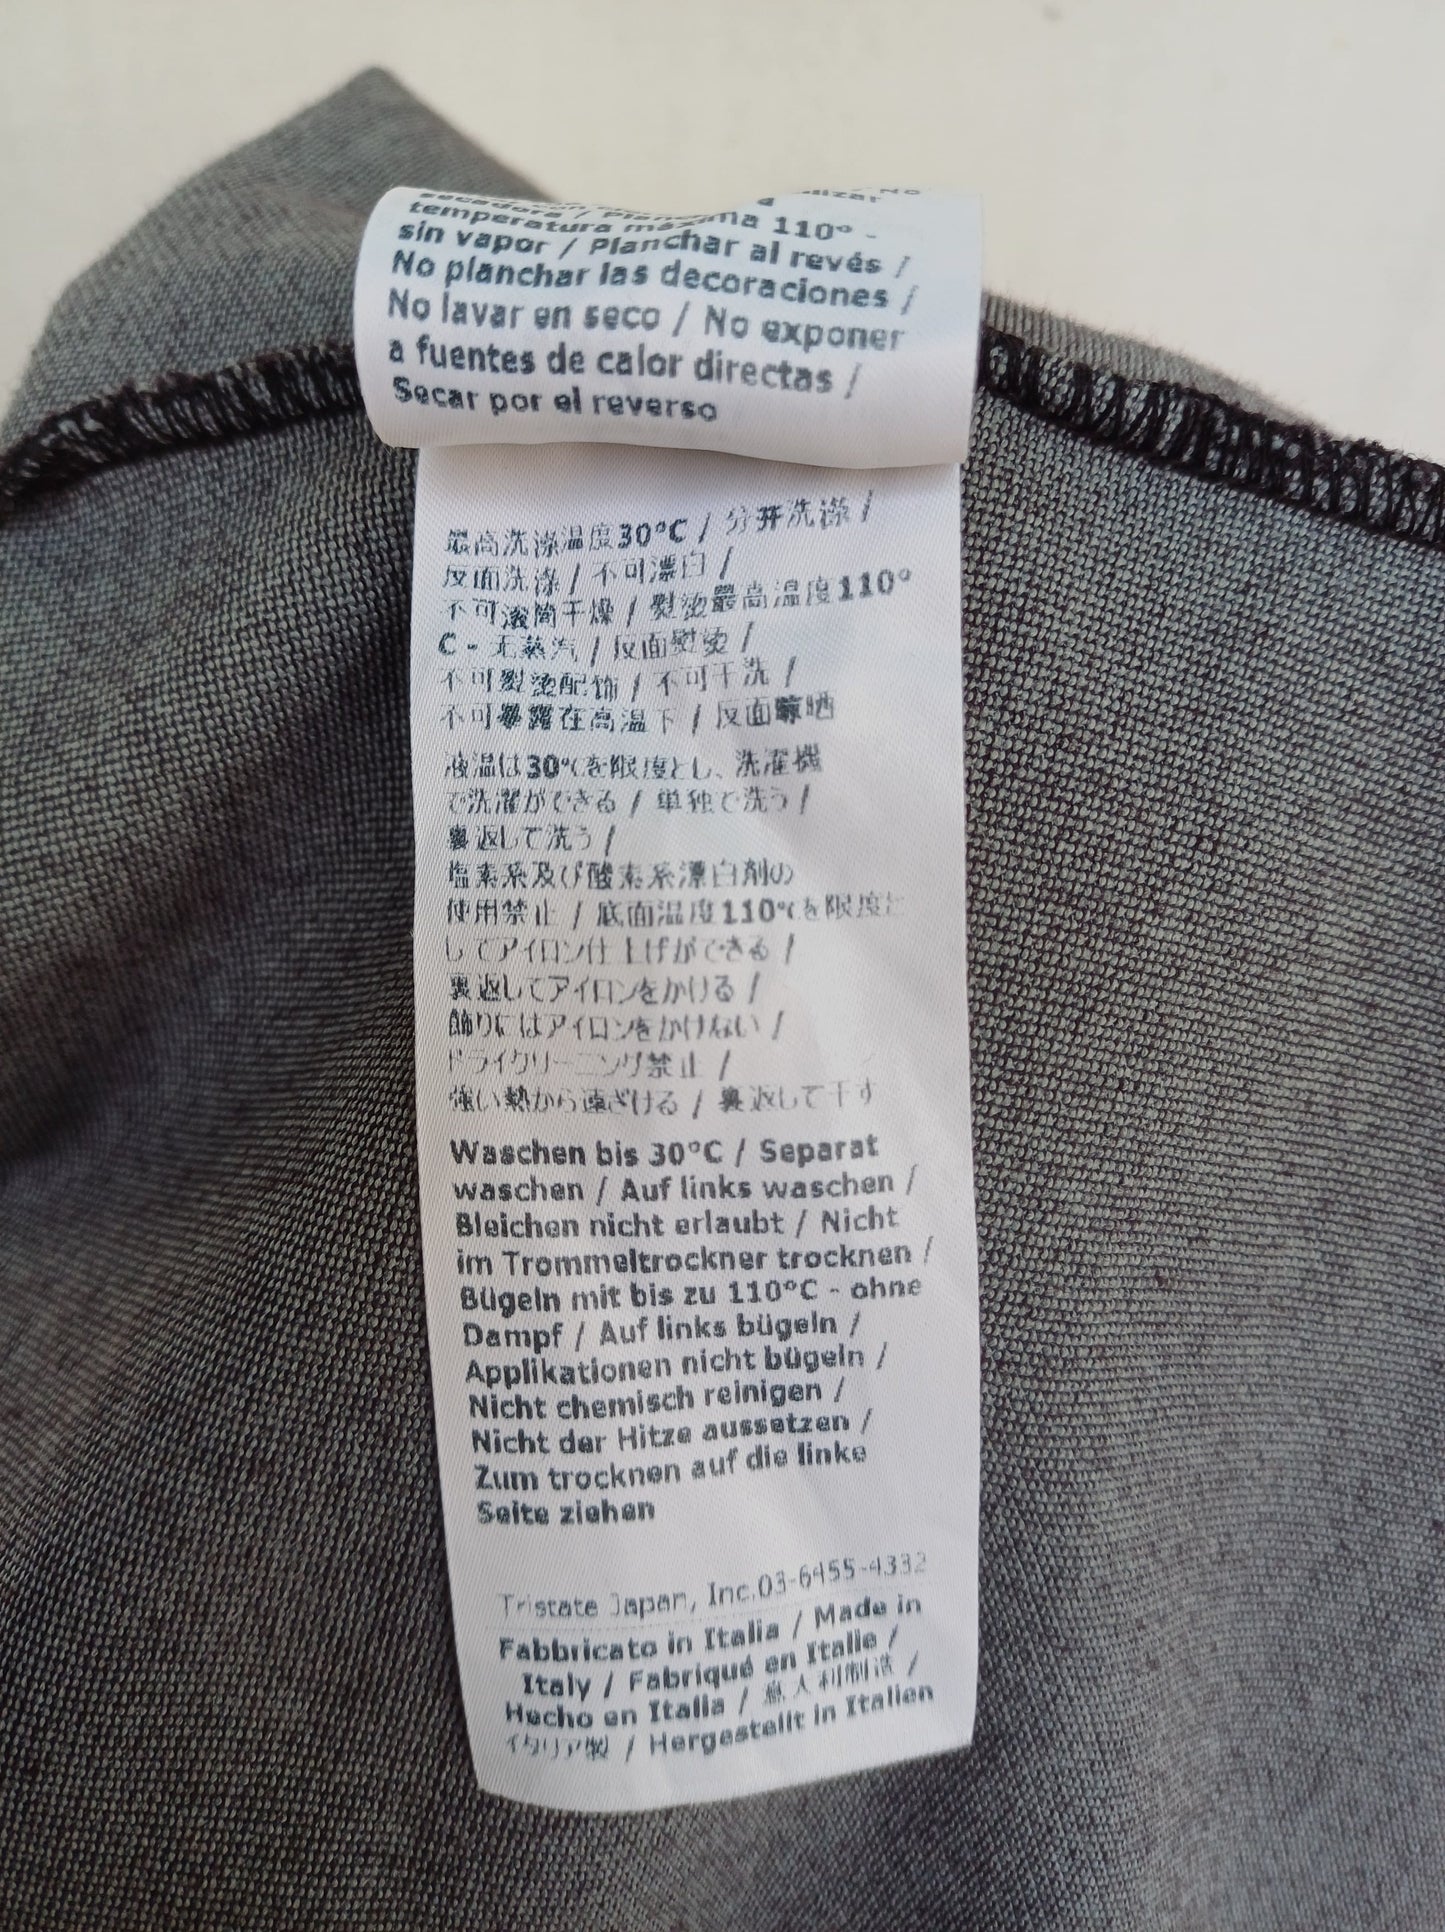 temperatura máxima 110° -
sin vapor / Planchar al revés /
No planchar las decoraciones /
No lavar en seco / No exponer
a fuentes de calor directas /
Secar por el reverso
最高洗涤温度30°C / 分开洗涤 /
反面洗涤 / 不可漂白 /
不可滚筒干燥 / 熨烫最高温度110°
C - 无蒸汽 / 反面熨烫 /
不可熨烫配饰 / 不可干洗 /
不可暴露在高温下 / 反面晾晒
液温は30℃を限度とし、洗濯機
で洗濯ができる / 単独で洗う /
裏返して洗う /
塩素系及び酸素系漂白剤の
使用禁止 / 底面温度110℃を限度と
してアイロン仕上げができる /
裏返してアイロンをかける /
飾りにはアイロンをかけない /
ドライクリーニング禁止 /
強い熱から遠ざける / 裏返して干す
Waschen bis 30°C / Separat
waschen / Auf links waschen /
Bleichen nicht erlaubt / Nicht
im Trommeltrockner trocknen /
Bügeln mit bis zu 110°C - ohne
Dampf / Auf links bügeln /
Applikationen nicht bügeln /
Nicht chemisch reinigen /
Nicht der Hitze aussetzen /
Zum trocknen auf die linke
Seite ziehen
Tristate Japan, Inc.03-6455-4332
Fabbricato in Italia / Made in
Italy / Fabriqué en Italie /
Hecho en Italia / 意大利制造 /
イタリア製 / Hergestellt in Italien